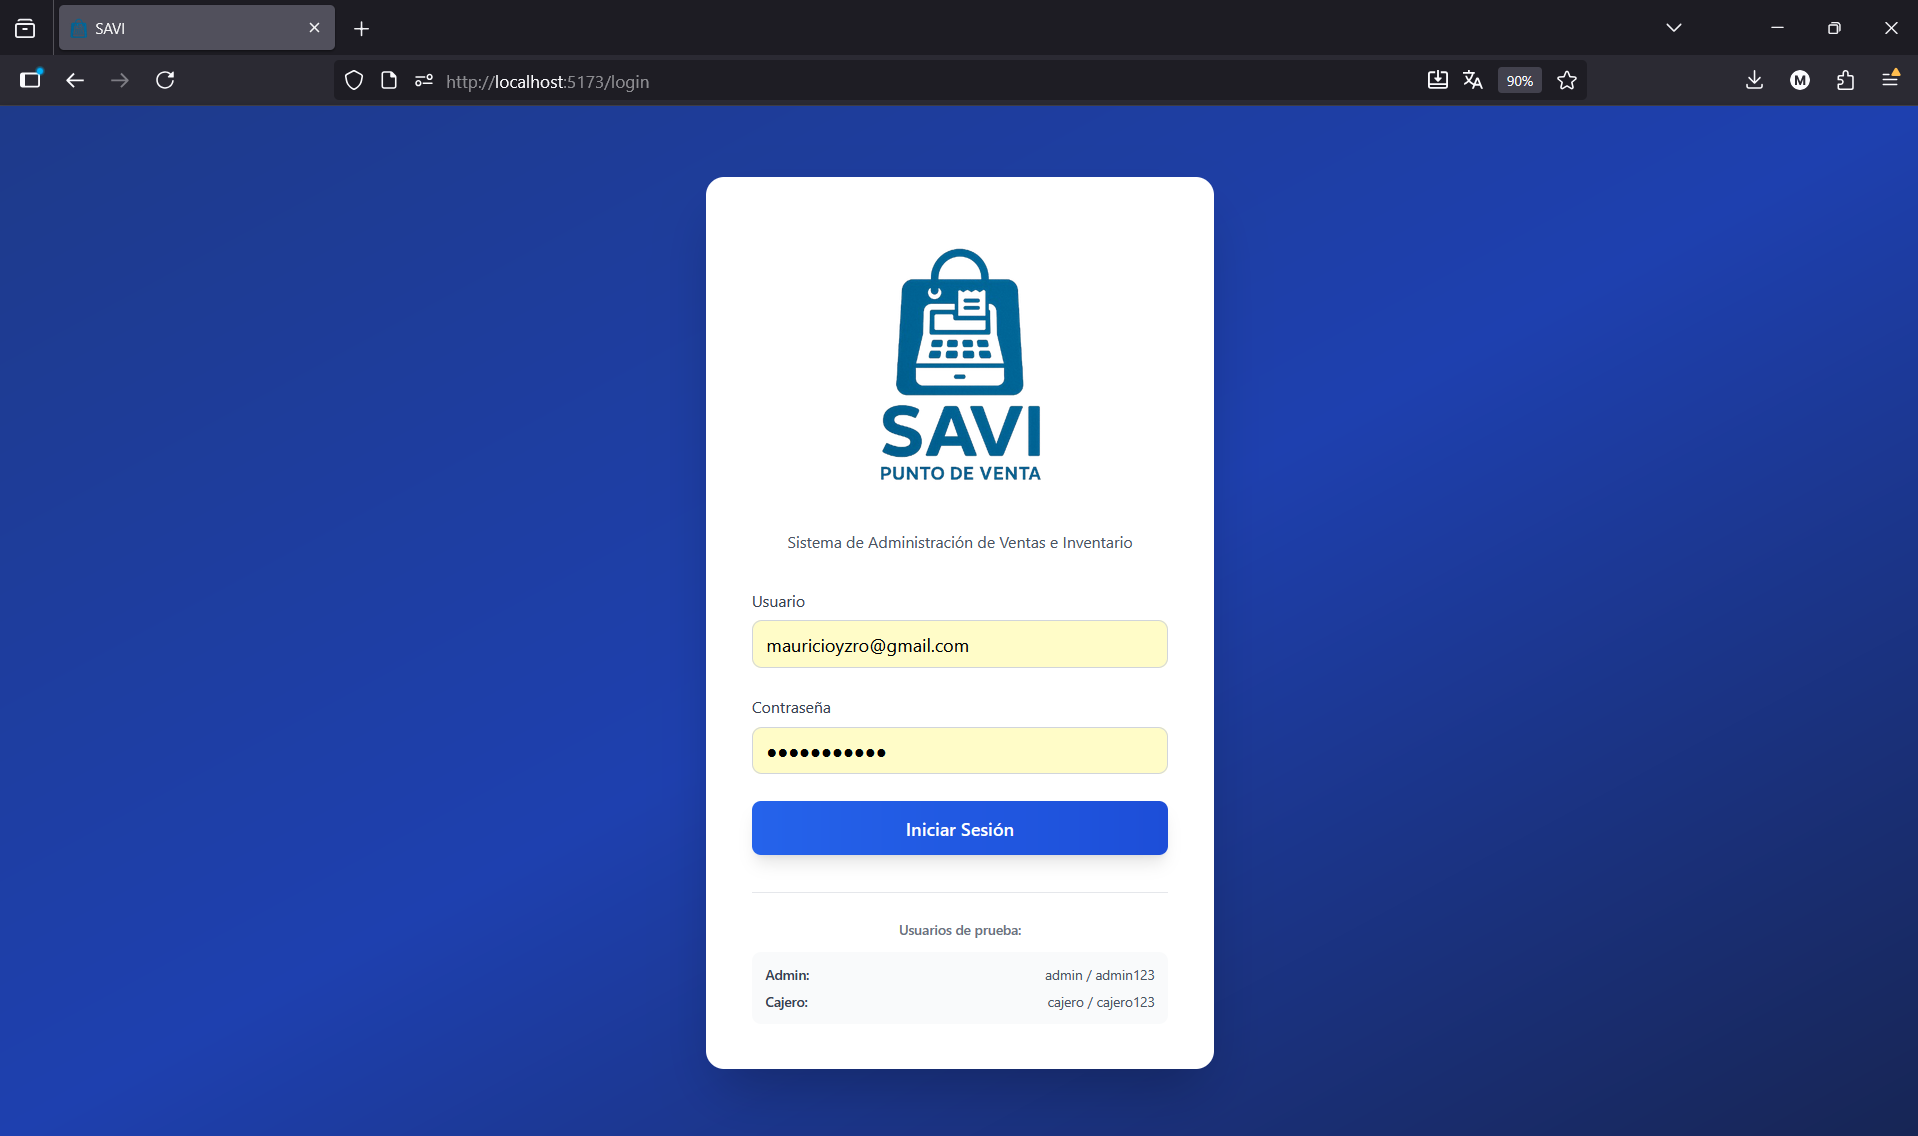 SAVI
http://localhost:5173/login
90%
M
SAVI
PUNTO DE VENTA
Sistema de Administración de Ventas e Inventario
Usuario
mauricioyzro@gmail.com
Contraseña
●●●●●●●●●●●
Iniciar Sesión
Usuarios de prueba:
Admin: admin / admin123
Cajero: cajero / cajero123